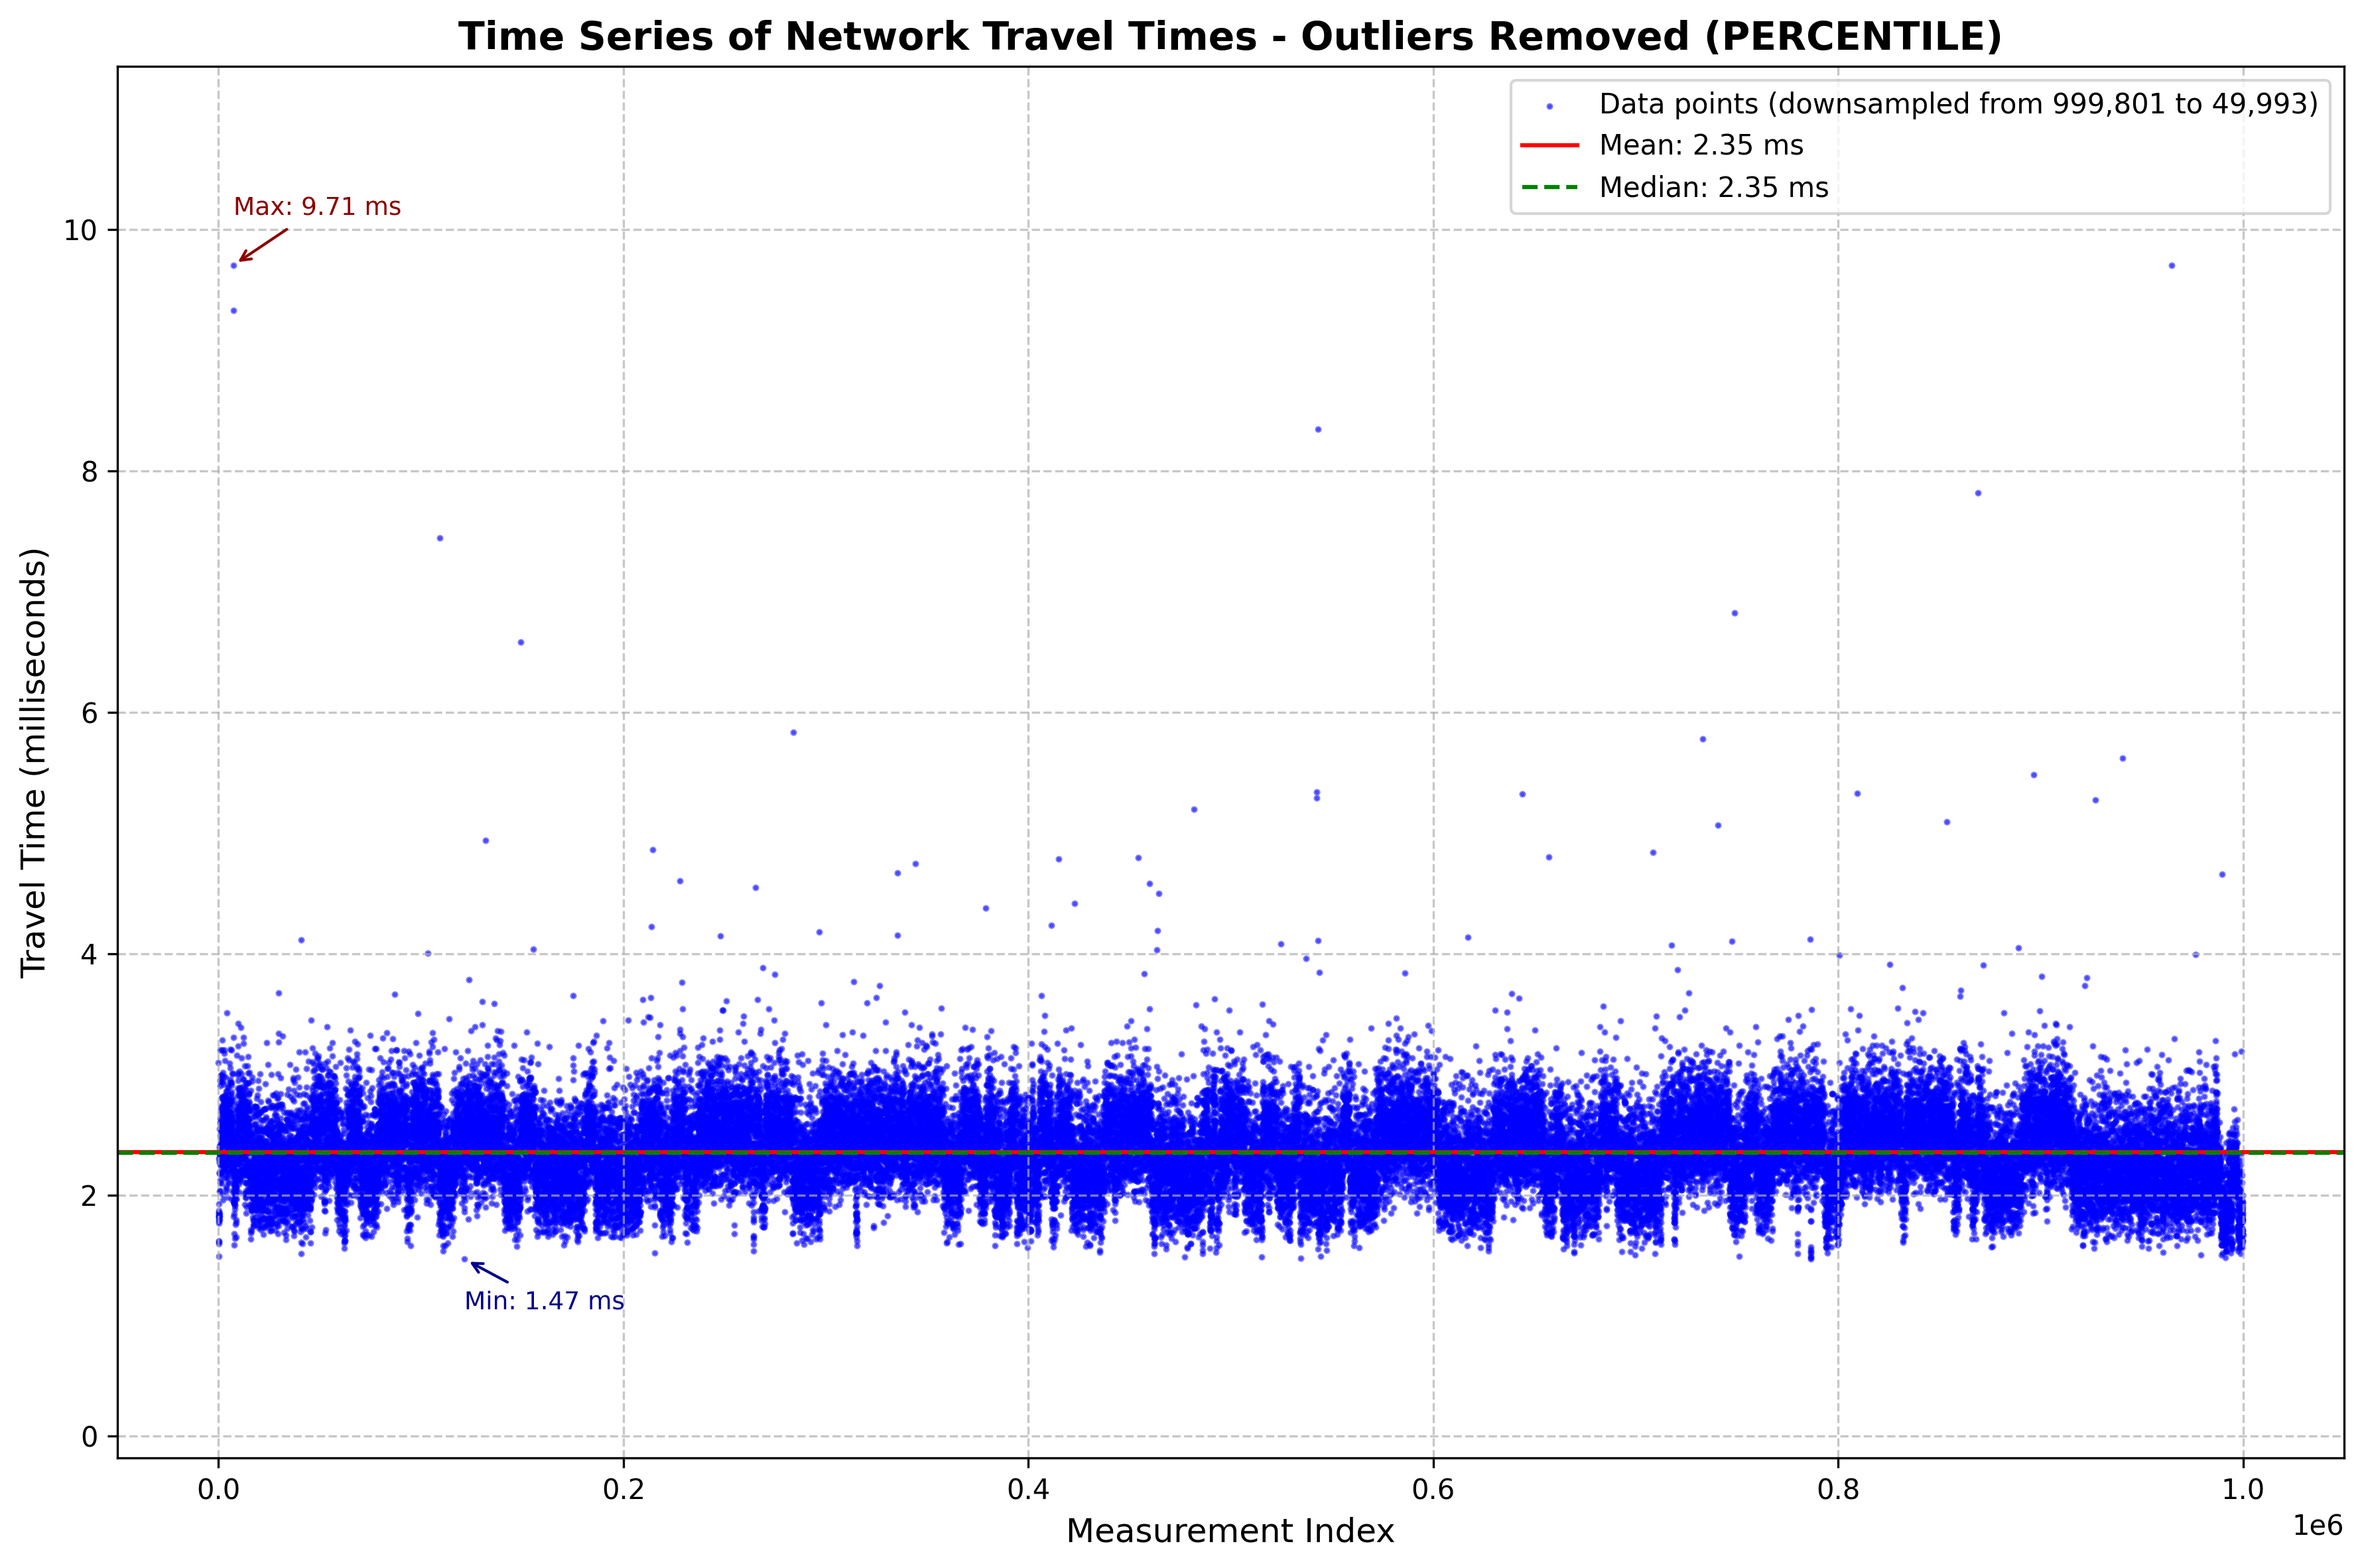 Time Series of Network Travel Times - Outliers Removed (PERCENTILE)
Data points (downsampled from 999,801 to 49,993)
Mean: 2.35 ms
Median: 2.35 ms
Max: 9.71 ms
Min: 1.47 ms
Travel Time (milliseconds)
10
8
6
4
2
0
0.0 0.2 0.4 0.6 0.8 1.0
1e6
Measurement Index